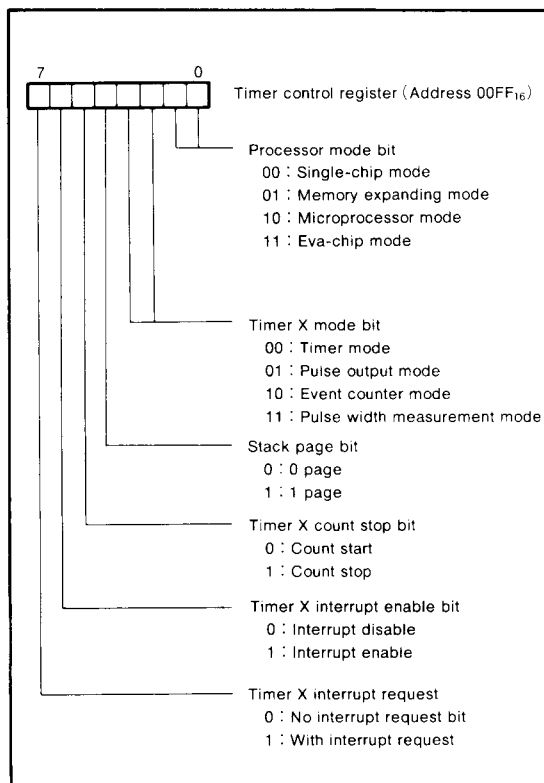 7 0
Timer control register (Address 00FF₁₆)
Processor mode bit
00 : Single-chip mode
01 : Memory expanding mode
10 : Microprocessor mode
11 : Eva-chip mode
Timer X mode bit
00 : Timer mode
01 : Pulse output mode
10 : Event counter mode
11 : Pulse width measurement mode
Stack page bit
0 : 0 page
1 : 1 page
Timer X count stop bit
0 : Count start
1 : Count stop
Timer X interrupt enable bit
0 : Interrupt disable
1 : Interrupt enable
Timer X interrupt request
0 : No interrupt request bit
1 : With interrupt request